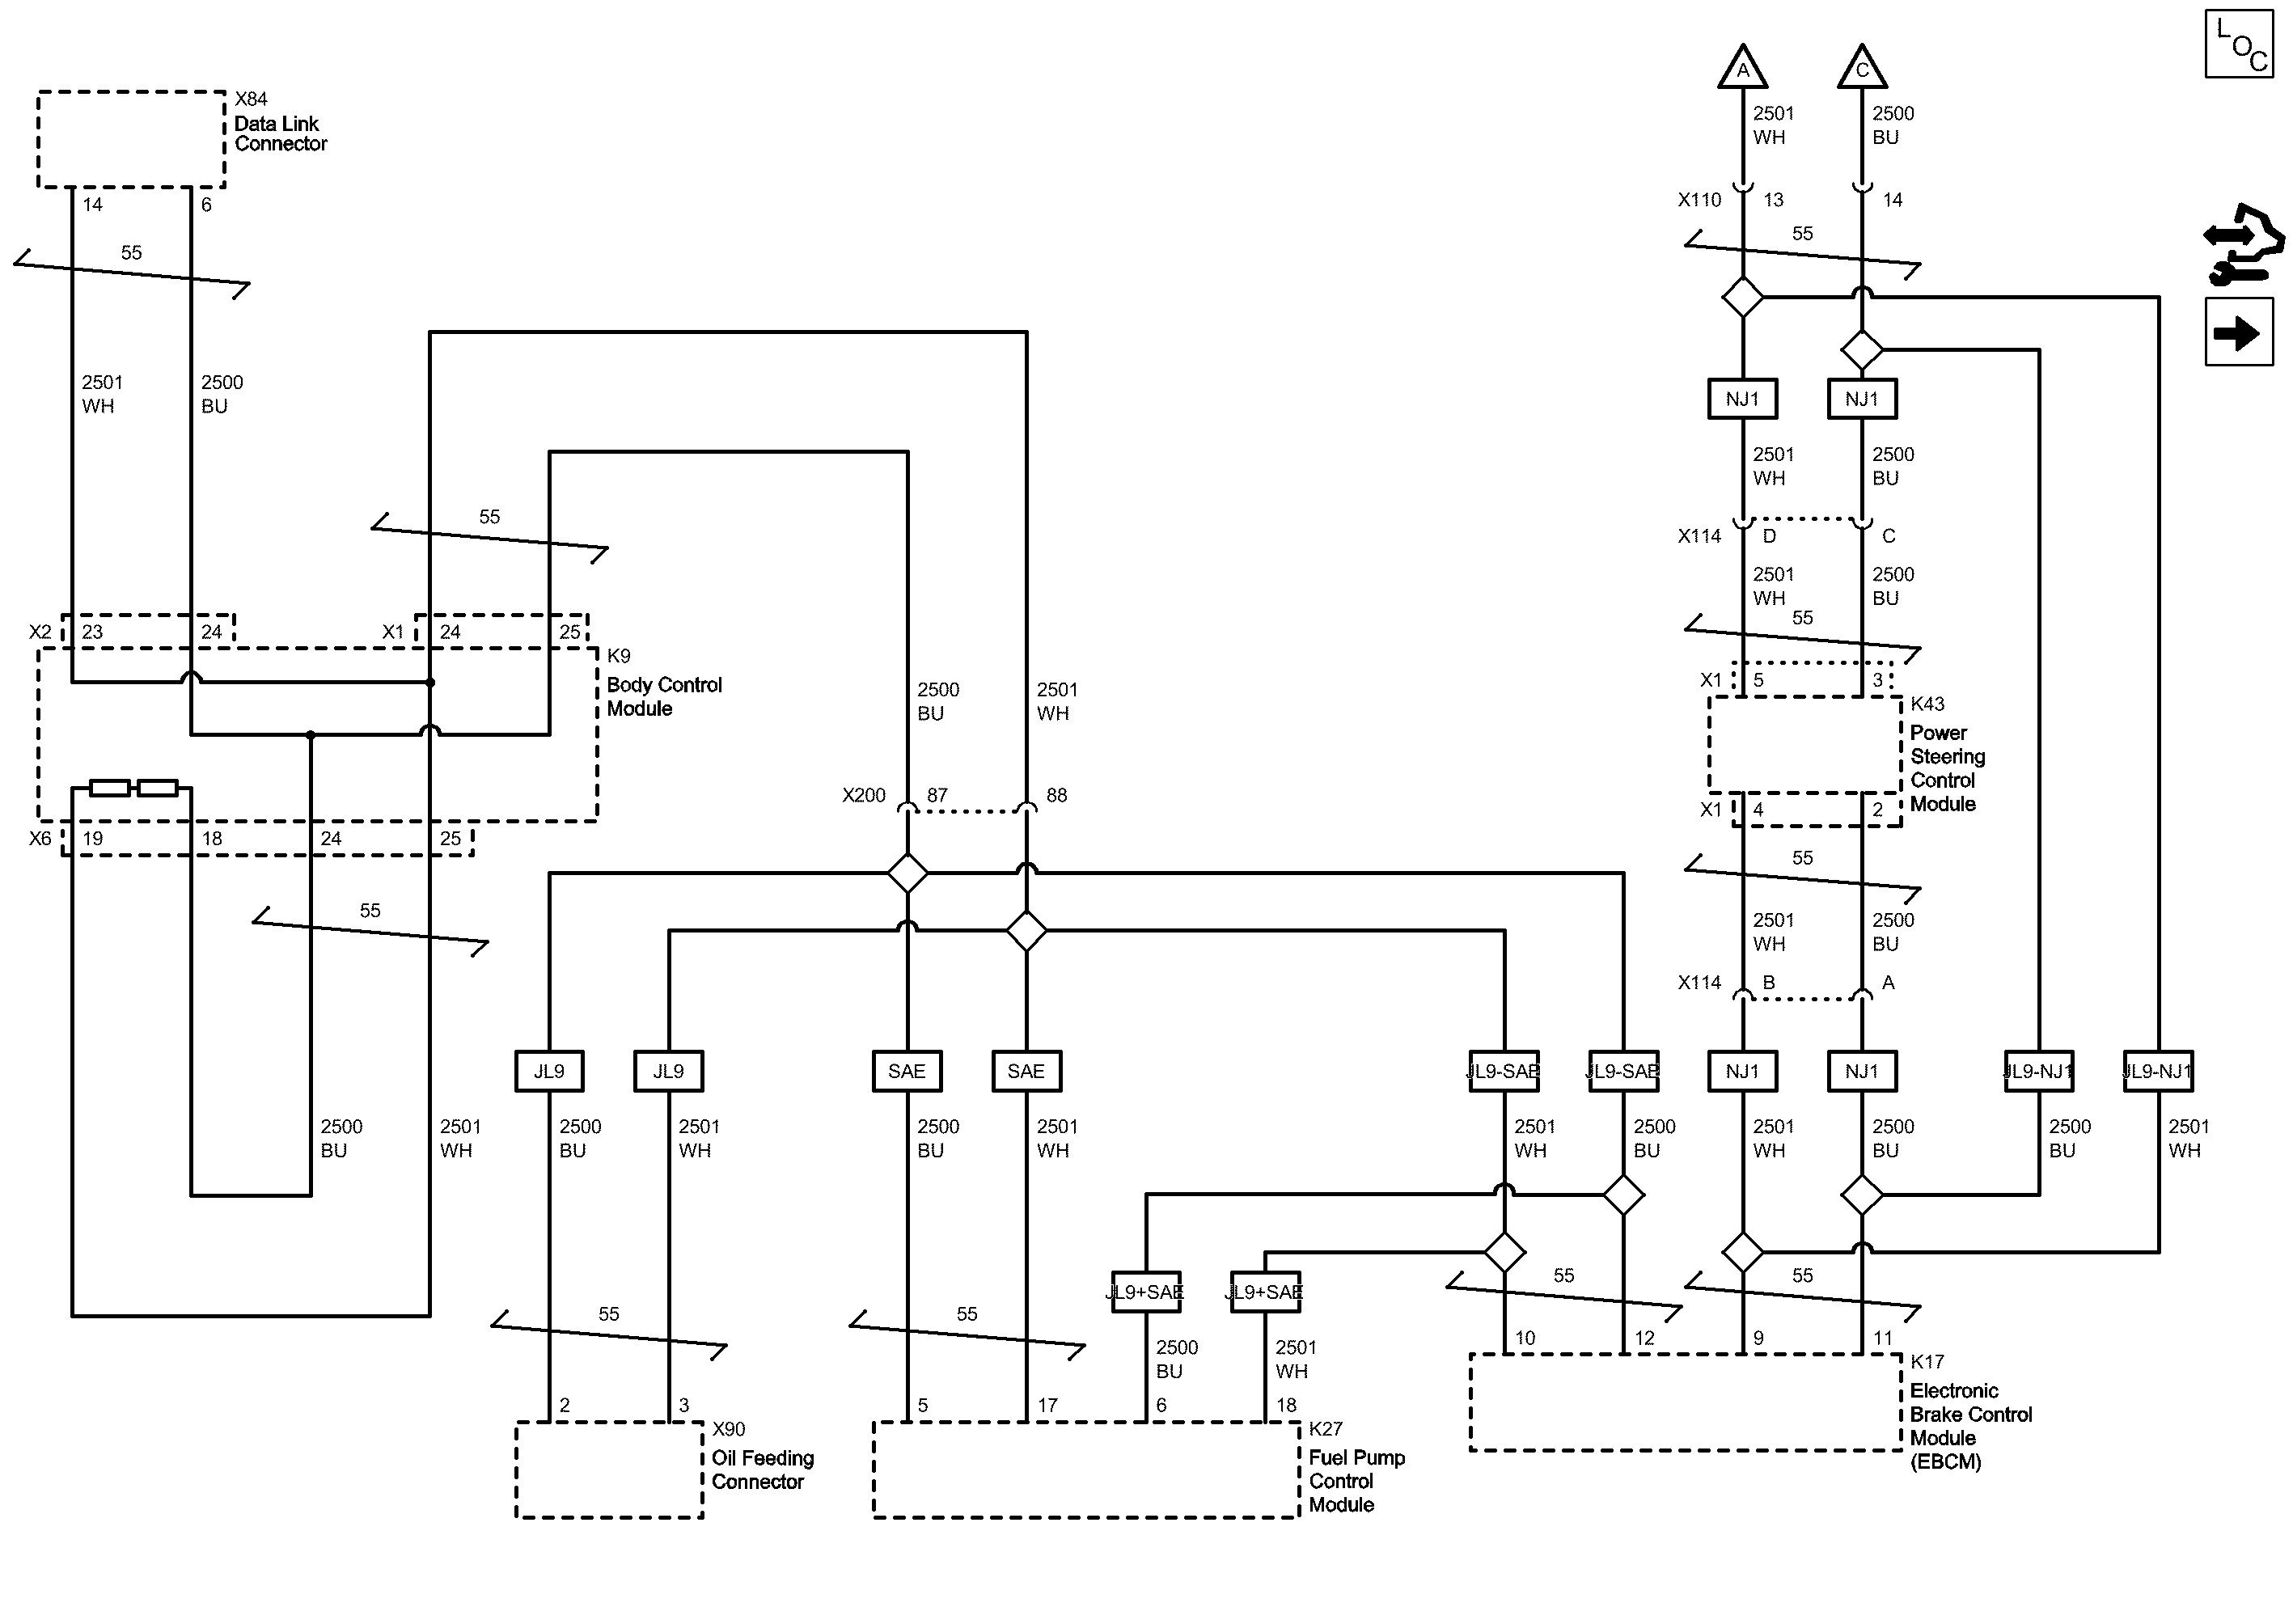 L O C
A C
2501 2500
WH BU
X84
Data Link
Connector
14 6
X110 13 14
55 55
2501 2500
WH BU
NJ1 NJ1
2501 2500
WH BU
55
X114 D C
2501 2500
WH BU
55
X2 23 24 X1 24 25
K9
Body Control
Module
X1 5 3
K43
Power
Steering
Control
Module
2500 2501
BU WH
X200 87 88
X1 4 2
X6 19 18 24 25
55
55
2501 2500
WH BU
X114 B A
JL9 JL9 SAE SAE JL9-SAE JL9-SAE NJ1 NJ1 JL9-NJ1 JL9-NJ1
2500 2501 2500 2501 2500 2501 2501 2500 2501 2500 2500 2501
BU WH BU WH BU WH WH BU WH BU BU WH
55 55
JL9+SAE JL9+SAE
55 55
10 12 9 11
2500 2501
BU WH
K17
Electronic
Brake Control
Module
(EBCM)
2 3 5 17 6 18
X90
Oil Feeding
Connector
K27
Fuel Pump
Control
Module